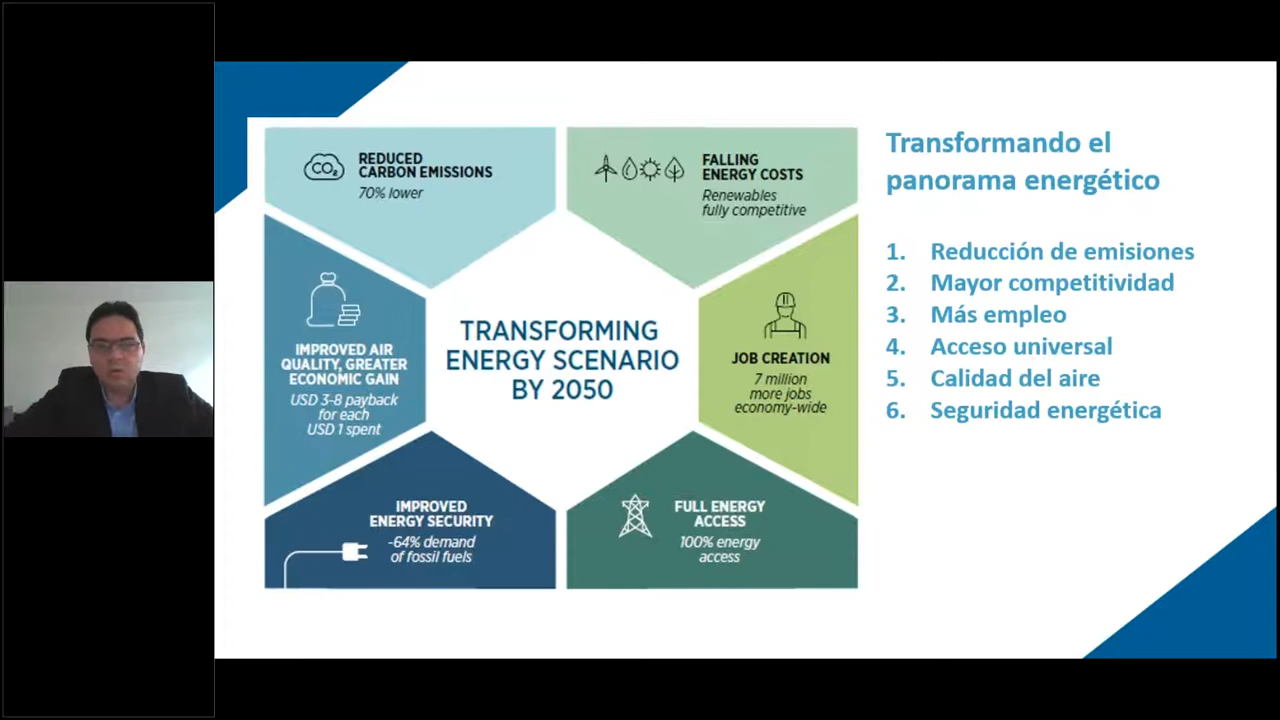 REDUCED
CARBON EMISSIONS
70% lower
CO₂
FALLING
ENERGY COSTS
Renewables
fully competitive
IMPROVED AIR
QUALITY, GREATER
ECONOMIC GAIN
USD 3-8 payback
for each
USD 1 spent
TRANSFORMING
ENERGY SCENARIO
BY 2050
JOB CREATION
7 million
more jobs
economy-wide
IMPROVED
ENERGY SECURITY
-64% demand
of fossil fuels
FULL ENERGY
ACCESS
100% energy
access
Transformando el
panorama energético
1. Reducción de emisiones
2. Mayor competitividad
3. Más empleo
4. Acceso universal
5. Calidad del aire
6. Seguridad energética